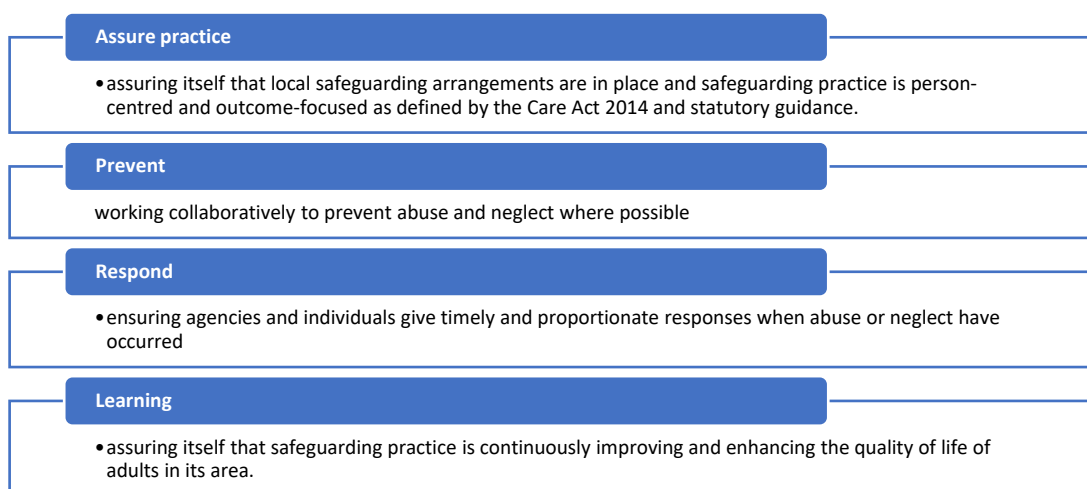 Assure practice
•assuring itself that local safeguarding arrangements are in place and safeguarding practice is person-
centred and outcome-focused as defined by the Care Act 2014 and statutory guidance.
Prevent
working collaboratively to prevent abuse and neglect where possible
Respond
•ensuring agencies and individuals give timely and proportionate responses when abuse or neglect have
occurred
Learning
•assuring itself that safeguarding practice is continuously improving and enhancing the quality of life of
adults in its area.